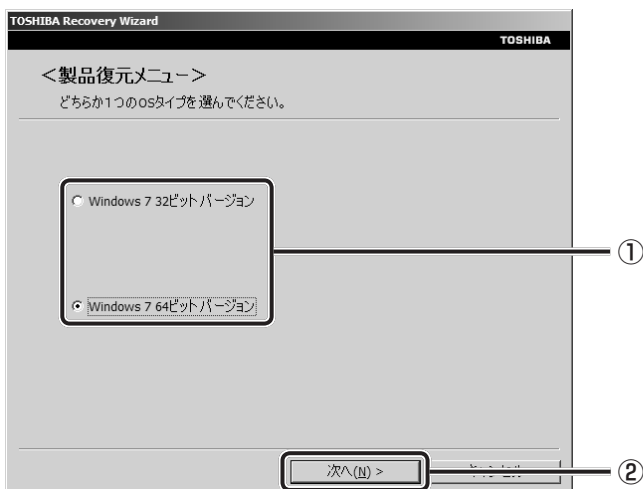 TOSHIBA Recovery Wizard
TOSHIBA
＜製品復元メニュー＞
どちらか１つのOSタイプを選んでください。
Windows 7 32ビット バージョン
①
Windows 7 64ビット バージョン
次へ(N) >
②